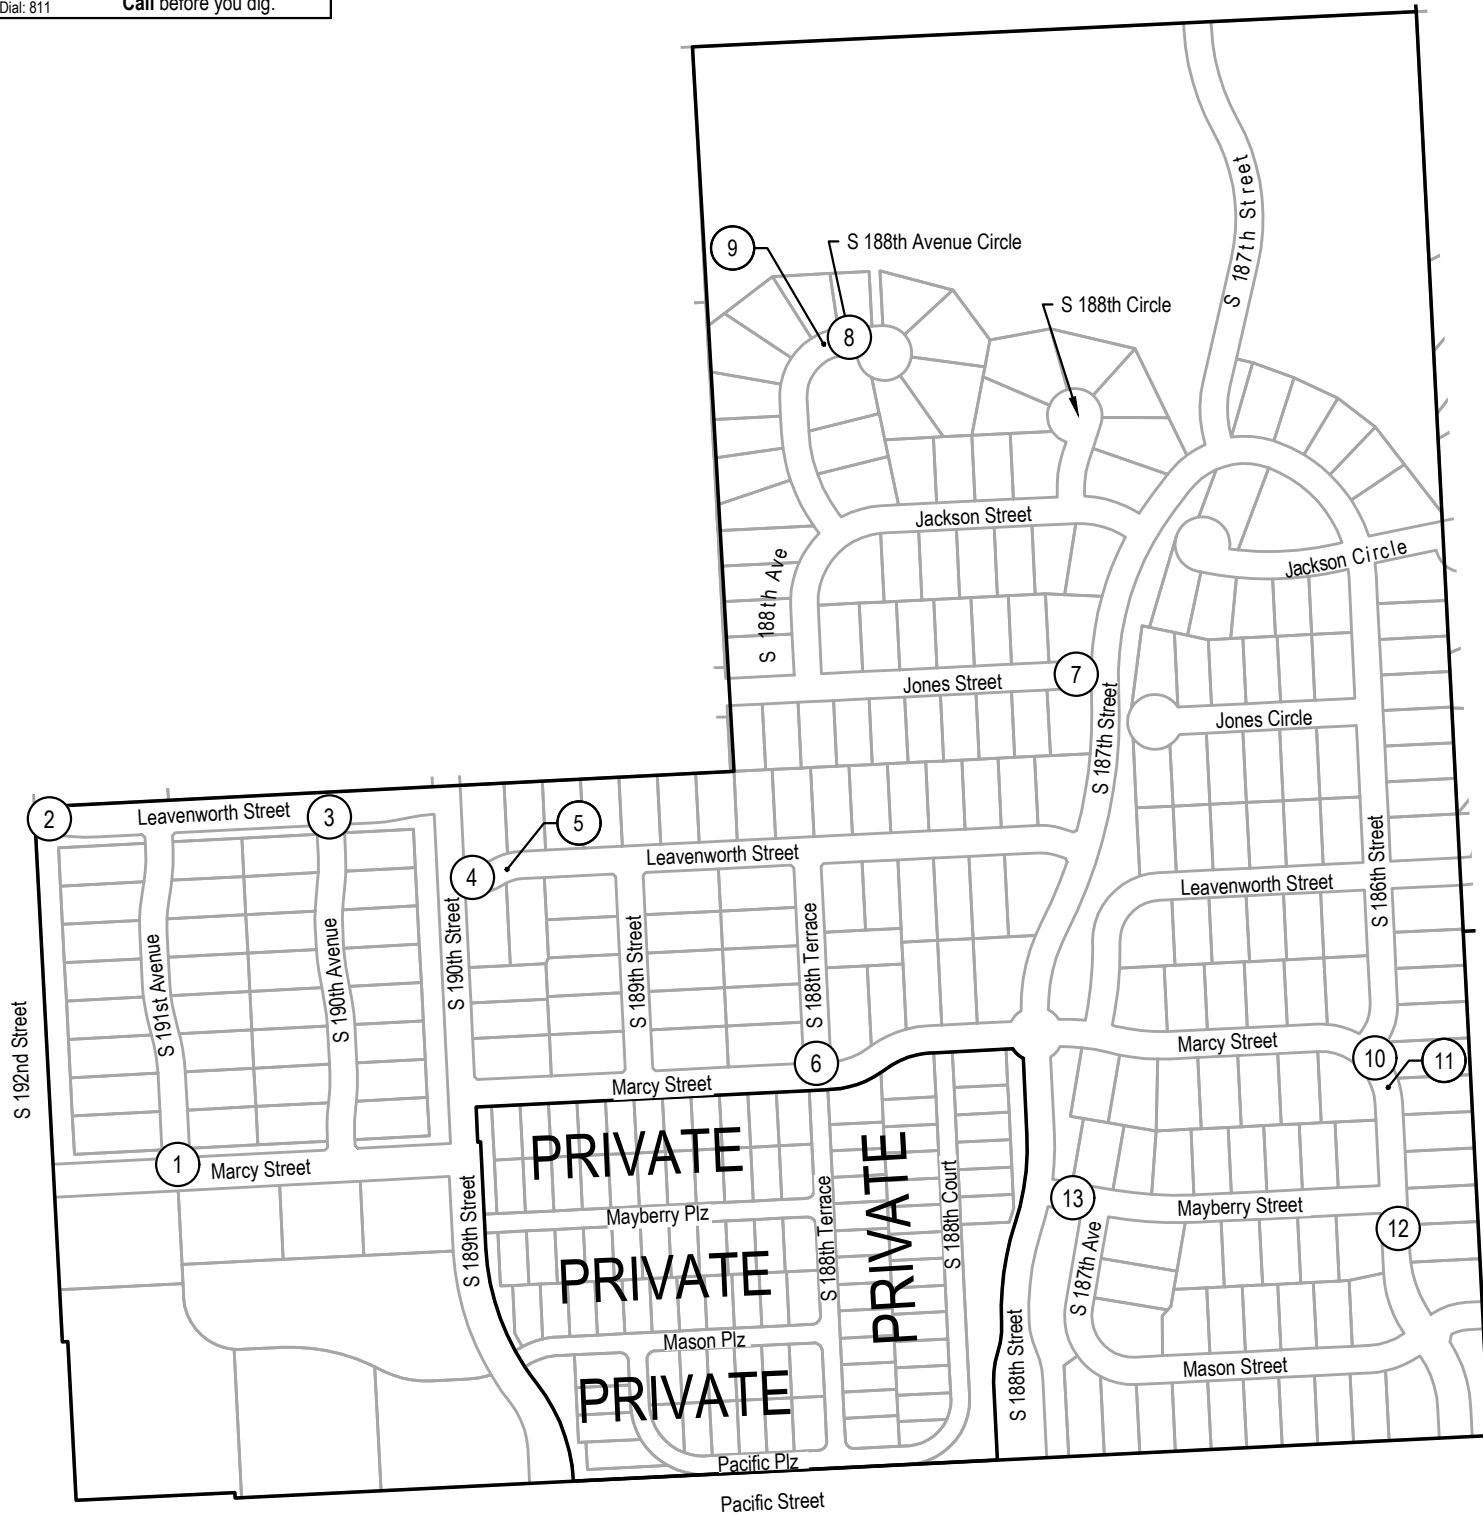 Dial: 811
Call before you dig.
S 187th Street
9
S 188th Avenue Circle
S 188th Circle
8
Jackson Street
Jackson Circle
S 188th Ave
7
Jones Street
Jones Circle
S 187th Street
2
Leavenworth Street
3
5
4
Leavenworth Street
Leavenworth Street
S 186th Street
S 192nd Street
S 191st Avenue
S 190th Avenue
S 190th Street
S 189th Street
S 188th Terrace
6
Marcy Street
Marcy Street
10
11
1
Marcy Street
PRIVATE
PRIVATE
S 189th Street
Mayberry Plz
S 188th Terrace
S 188th Court
13
Mayberry Street
12
PRIVATE
S 187th Ave
Mason Plz
S 188th Street
Mason Street
PRIVATE
Pacific Plz
Pacific Street